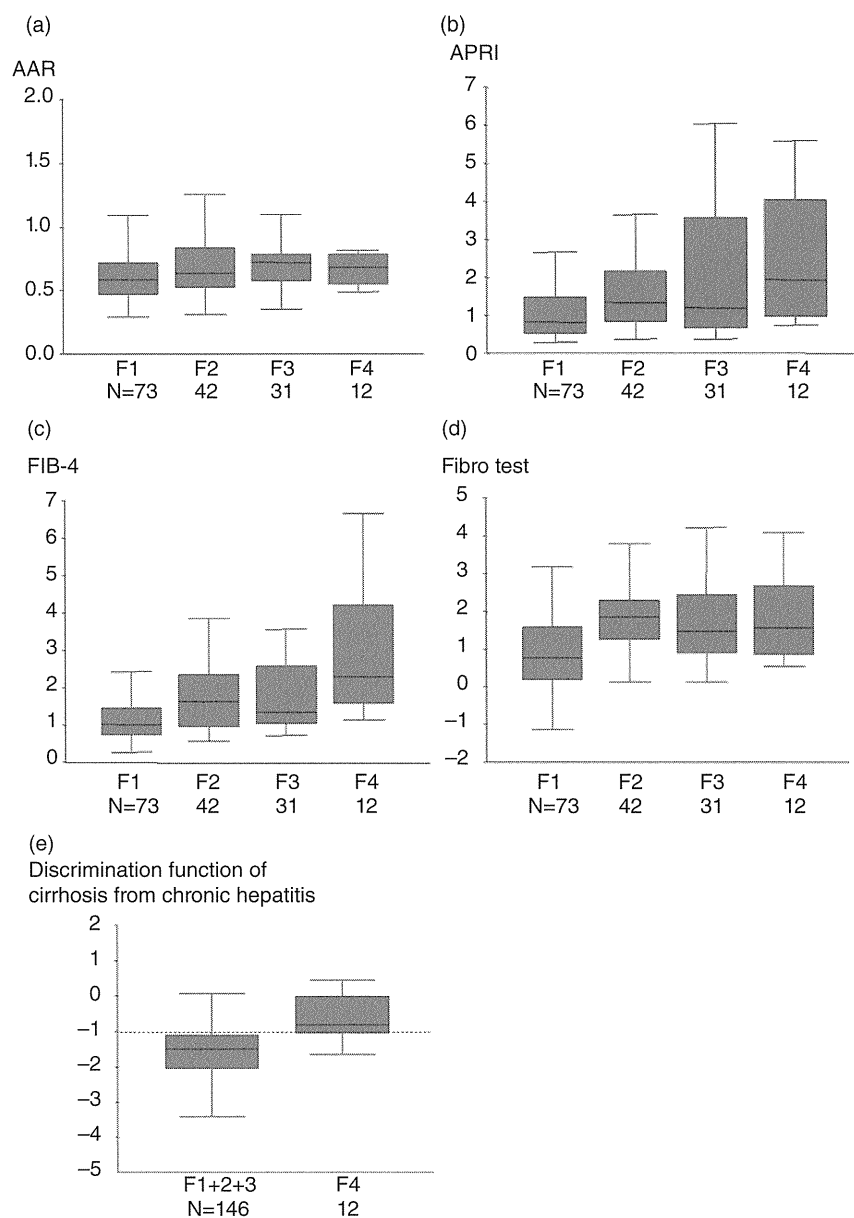 (a)
AAR
2.0
1.5
1.0
0.5
0.0
F1 F2 F3 F4
N=73 42 31 12
(b)
APRI
7
6
5
4
3
2
1
0
F1 F2 F3 F4
N=73 42 31 12
(c)
FIB-4
7
6
5
4
3
2
1
0
F1 F2 F3 F4
N=73 42 31 12
(d)
Fibro test
5
4
3
2
1
0
–1
–2
F1 F2 F3 F4
N=73 42 31 12
(e)
Discrimination function of
cirrhosis from chronic hepatitis
2
1
0
–1
–2
–3
–4
–5
F1+2+3 F4
N=146 12